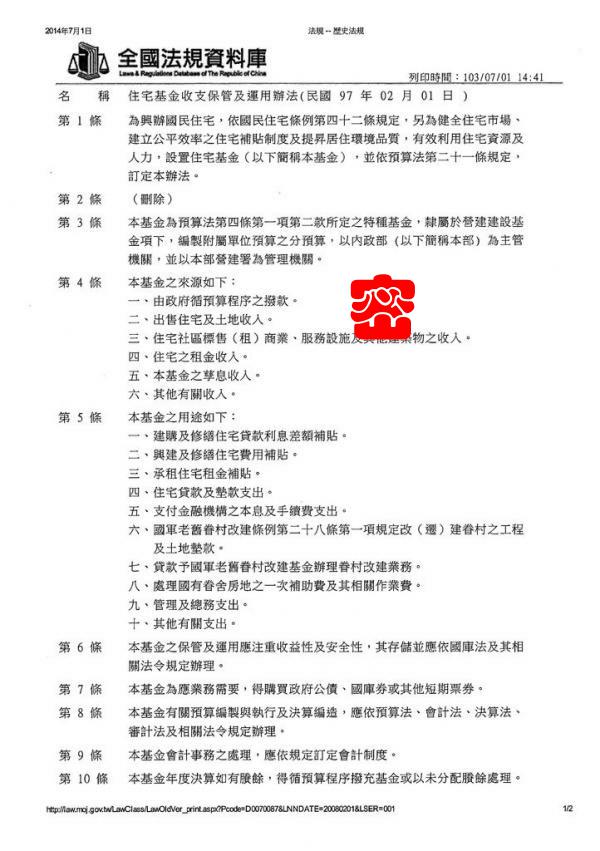 2014年7月1日 法規 -- 歷史法規
全國法規資料庫
Laws & Regulations Database of The Republic of China
列印時間：103/07/01 14:41
名 稱 住宅基金收支保管及運用辦法(民國 97 年 02 月 01 日 )
第 1 條 為興辦國民住宅，依國民住宅條例第四十二條規定，另為健全住宅市場、
建立公平效率之住宅補貼制度及提昇居住環境品質，有效利用住宅資源及
人力，設置住宅基金（以下簡稱本基金），並依預算法第二十一條規定，
訂定本辦法。
第 2 條 （刪除）
第 3 條 本基金為預算法第四條第一項第二款所定之特種基金，隸屬於營建建設基
金項下，編製附屬單位預算之分預算，以內政部 (以下簡稱本部) 為主管
機關，並以本部營建署為管理機關。
第 4 條 本基金之來源如下：
一、由政府循預算程序之撥款。
二、出售住宅及土地收入。
三、住宅社區標售（租）商業、服務設施及其他建築物之收入。
四、住宅之租金收入。
五、本基金之孳息收入。
六、其他有關收入。
第 5 條 本基金之用途如下：
一、建購及修繕住宅貸款利息差額補貼。
二、興建及修繕住宅費用補貼。
三、承租住宅租金補貼。
四、住宅貸款及墊款支出。
五、支付金融機構之本息及手續費支出。
六、國軍老舊眷村改建條例第二十八條第一項規定改（遷）建眷村之工程
及土地墊款。
七、貸款予國軍老舊眷村改建基金辦理眷村改建業務。
八、處理國有眷舍房地之一次補助費及其相關作業費。
九、管理及總務支出。
十、其他有關支出。
第 6 條 本基金之保管及運用應注重收益性及安全性，其存儲並應依國庫法及其相
關法令規定辦理。
第 7 條 本基金為應業務需要，得購買政府公債、國庫券或其他短期票券。
第 8 條 本基金有關預算編製與執行及決算編造，應依預算法、會計法、決算法、
審計法及相關法令規定辦理。
第 9 條 本基金會計事務之處理，應依規定訂定會計制度。
第 10 條 本基金年度決算如有賸餘，得循預算程序撥充基金或以未分配賸餘處理。
http://law.moj.gov.tw/LawClass/LawOldVer_print.aspx?Pcode=D0070087&LNNDATE=20080201&LSER=001 1/2